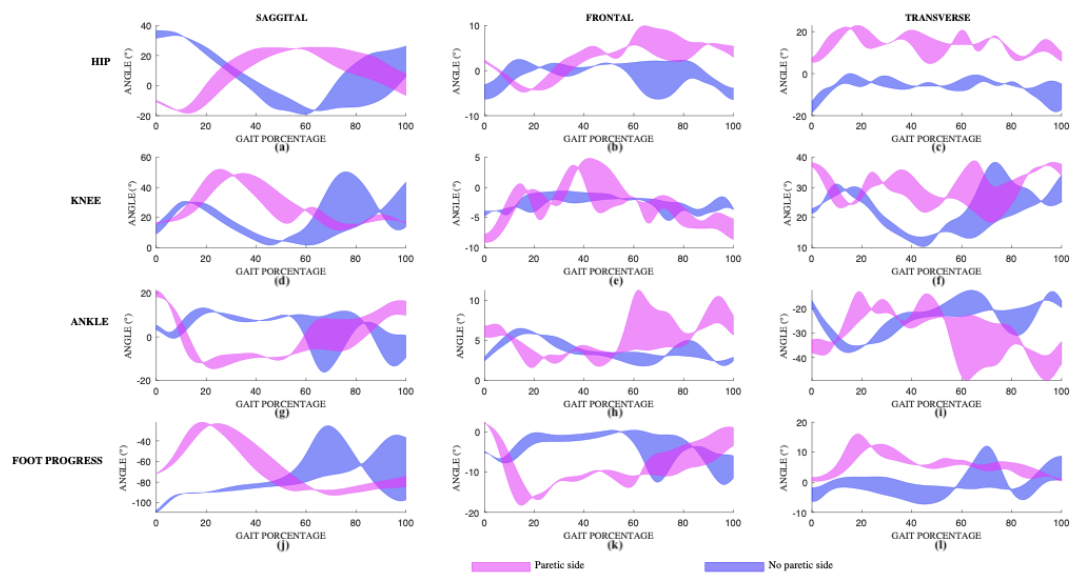 SAGGITAL FRONTAL TRANSVERSE
HIP
ANGLE (°) 40 20 0 -20
0 20 40 60 80 100
GAIT PORCENTAGE
(a)
ANGLE (°) 10 0 -10
0 20 40 60 80 100
GAIT PORCENTAGE
(b)
ANGLE (°) 20 0 -20
0 20 40 60 80 100
GAIT PORCENTAGE
(c)
KNEE
ANGLE (°) 60 40 20 0
0 20 40 60 80 100
GAIT PORCENTAGE
(d)
ANGLE (°) 5 0 -5 -10
0 20 40 60 80 100
GAIT PORCENTAGE
(e)
ANGLE (°) 40 30 20 10
0 20 40 60 80 100
GAIT PORCENTAGE
(f)
ANKLE
ANGLE (°) 20 0 -20
0 20 40 60 80 100
GAIT PORCENTAGE
(g)
ANGLE (°) 10 5 0
0 20 40 60 80 100
GAIT PORCENTAGE
(h)
ANGLE (°) -20 -30 -40
0 20 40 60 80 100
GAIT PORCENTAGE
(i)
FOOT PROGRESS
ANGLE (°) -40 -60 -80 -100
0 20 40 60 80 100
GAIT PORCENTAGE
(j)
ANGLE (°) 0 -10 -20
0 20 40 60 80 100
GAIT PORCENTAGE
(k)
ANGLE (°) 20 10 0 -10
0 20 40 60 80 100
GAIT PORCENTAGE
(l)
Paretic side No paretic side